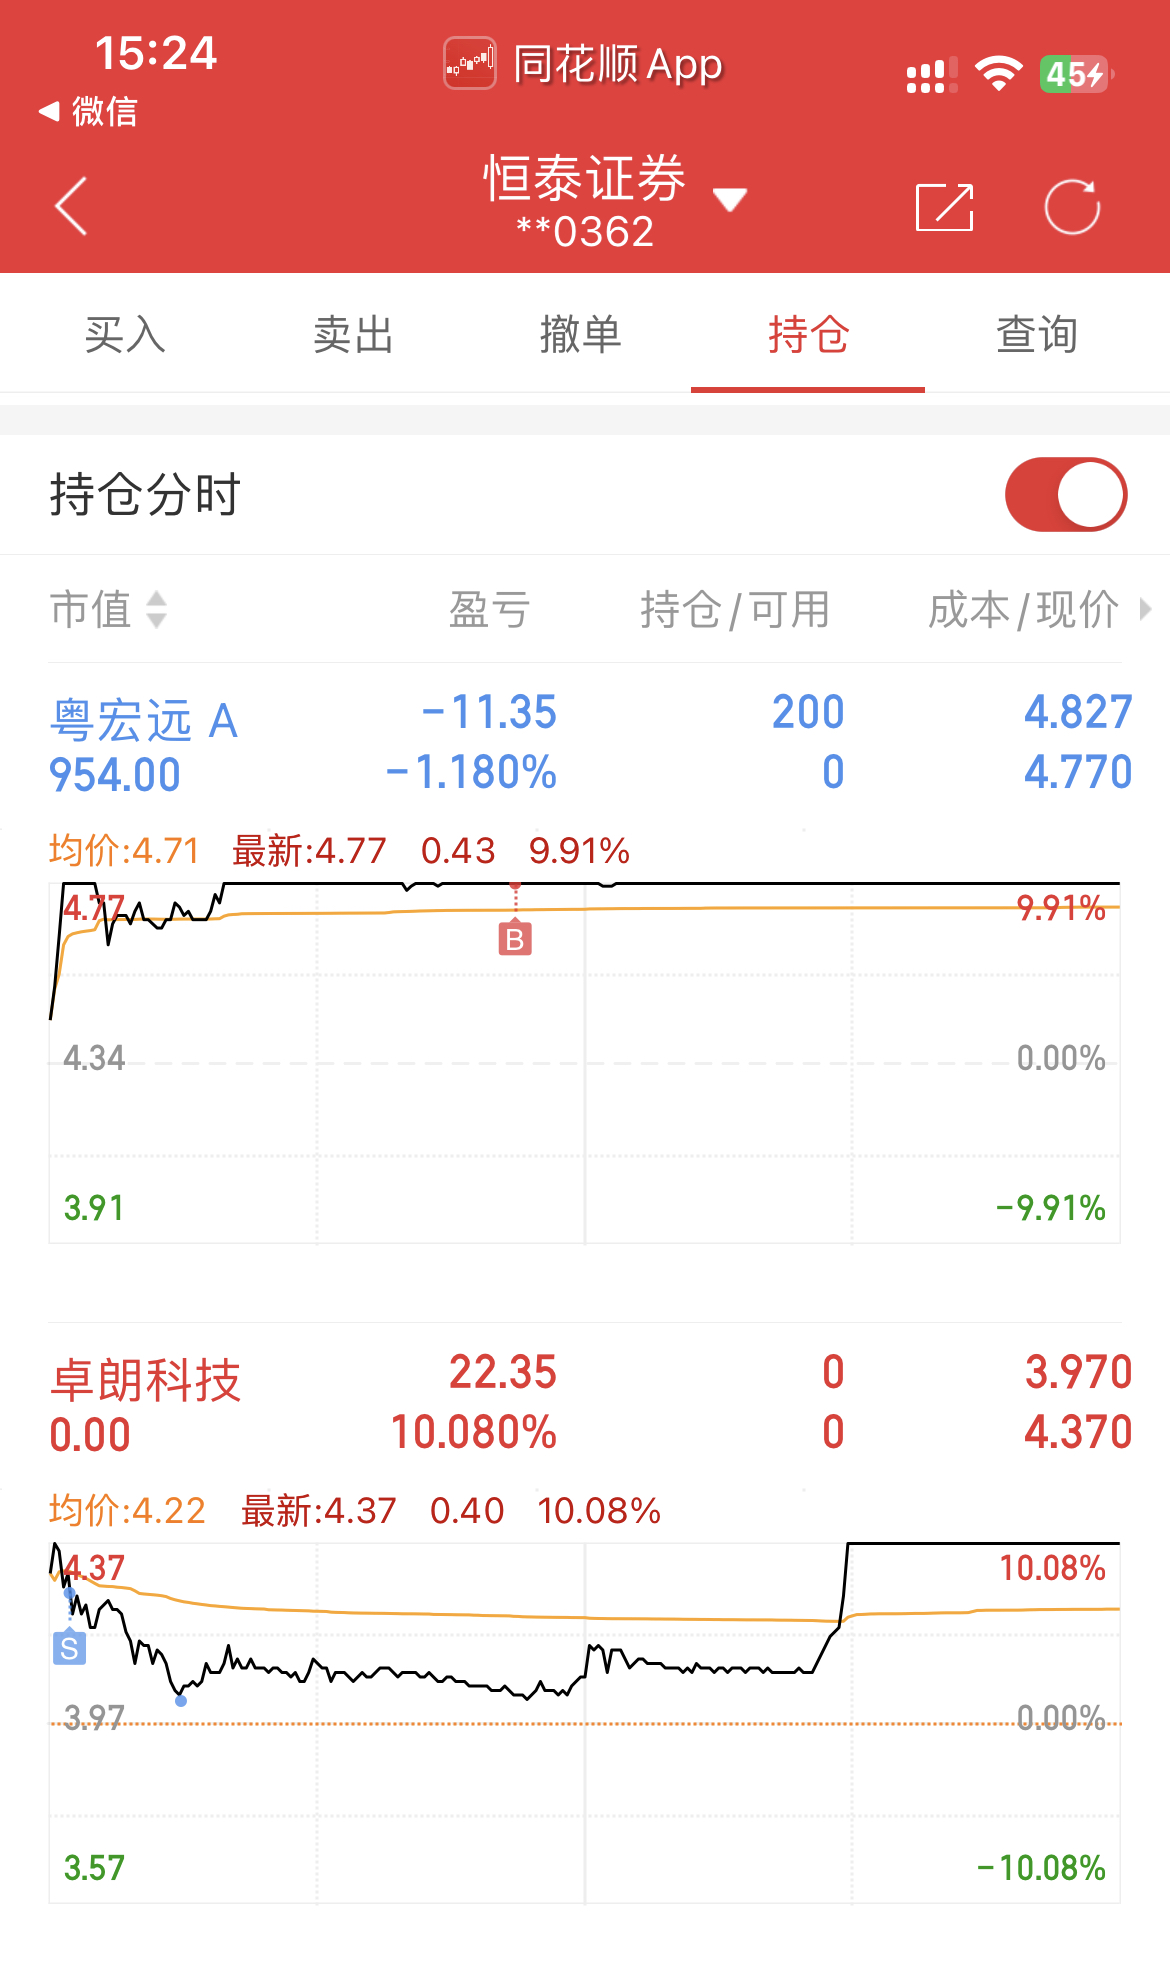 15:24 同花顺 App 45
◀ 微信
恒泰证券
**0362
买入 卖出 撤单 持仓 查询
持仓分时
市值 盈亏 持仓/可用 成本/现价
粤宏远 A -11.35 200 4.827
954.00 -1.180% 0 4.770
均价:4.71 最新:4.77 0.43 9.91%
4.77 9.91%
B
4.34 0.00%
3.91 -9.91%
卓朗科技 22.35 0 3.970
0.00 10.080% 0 4.370
均价:4.22 最新:4.37 0.40 10.08%
4.37 10.08%
S
3.97 0.00%
3.57 -10.08%